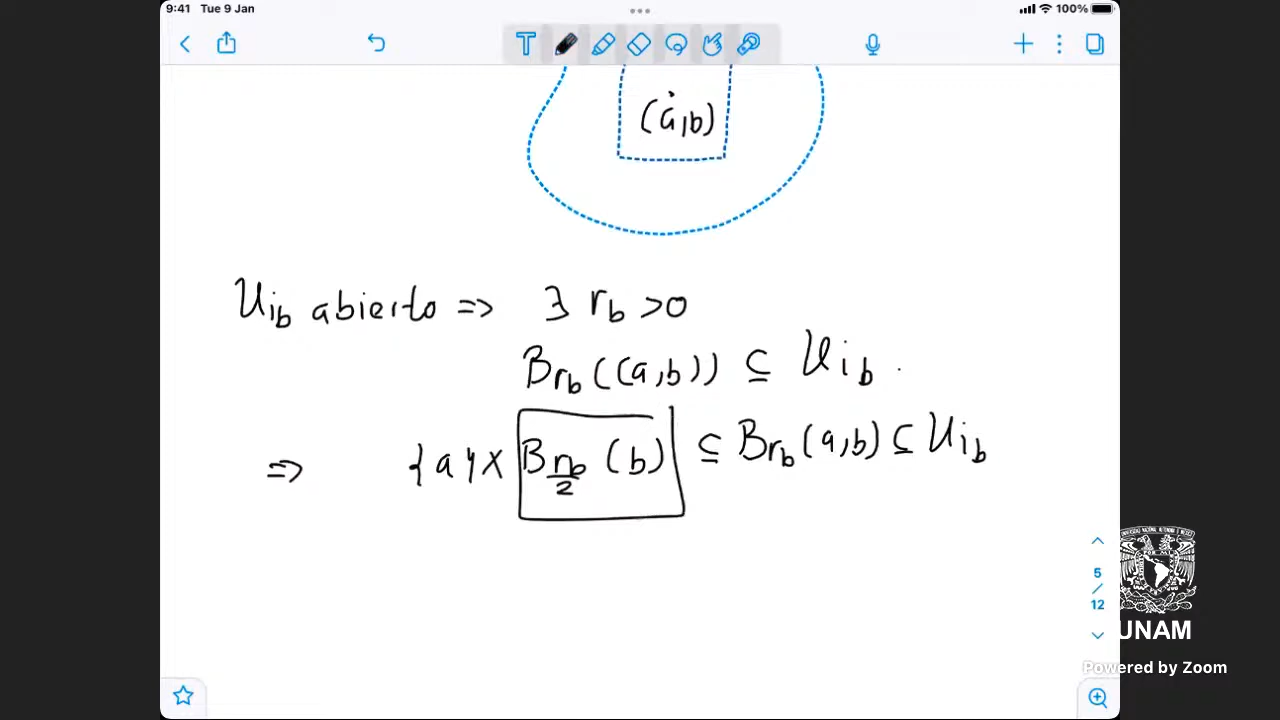 9:41 Tue 9 Jan
100%
(a,b)
U_{i_b} abierto => ∃ r_b >0
B_{r_b}((a,b)) ⊆ U_{i_b}.
=> {a}× B_{r_b/2}(b) ⊆ B_{r_b}(a,b) ⊆ U_{i_b}
5
/
12
UNAM
Powered by Zoom